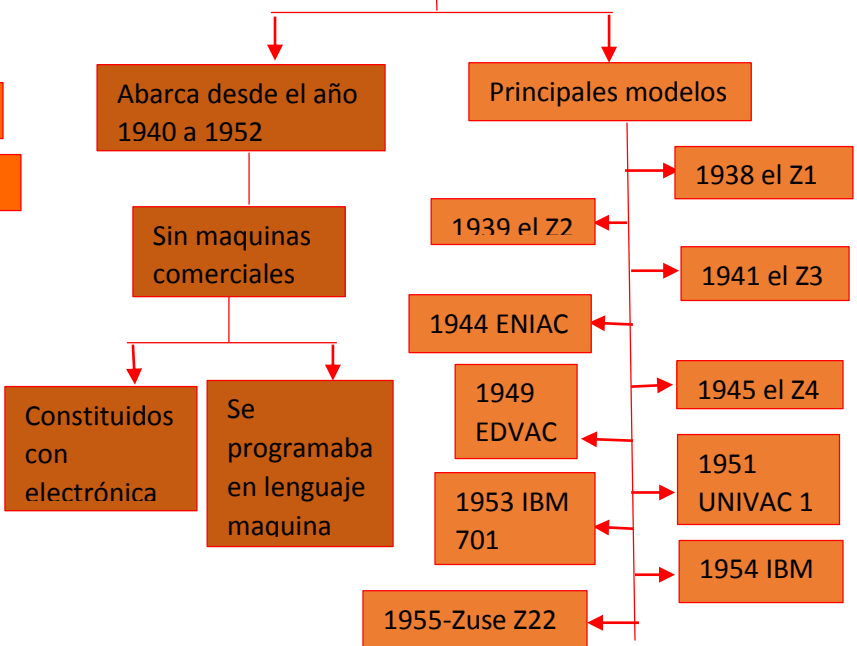 Abarca desde el año
1940 a 1952
Sin maquinas
comerciales
Constituidos
con
electrónica
Se
programaba
en lenguaje
maquina
Principales modelos
1938 el Z1
1939 el Z2
1941 el Z3
1944 ENIAC
1945 el Z4
1949
EDVAC
1951
UNIVAC 1
1953 IBM
701
1954 IBM
1955-Zuse Z22